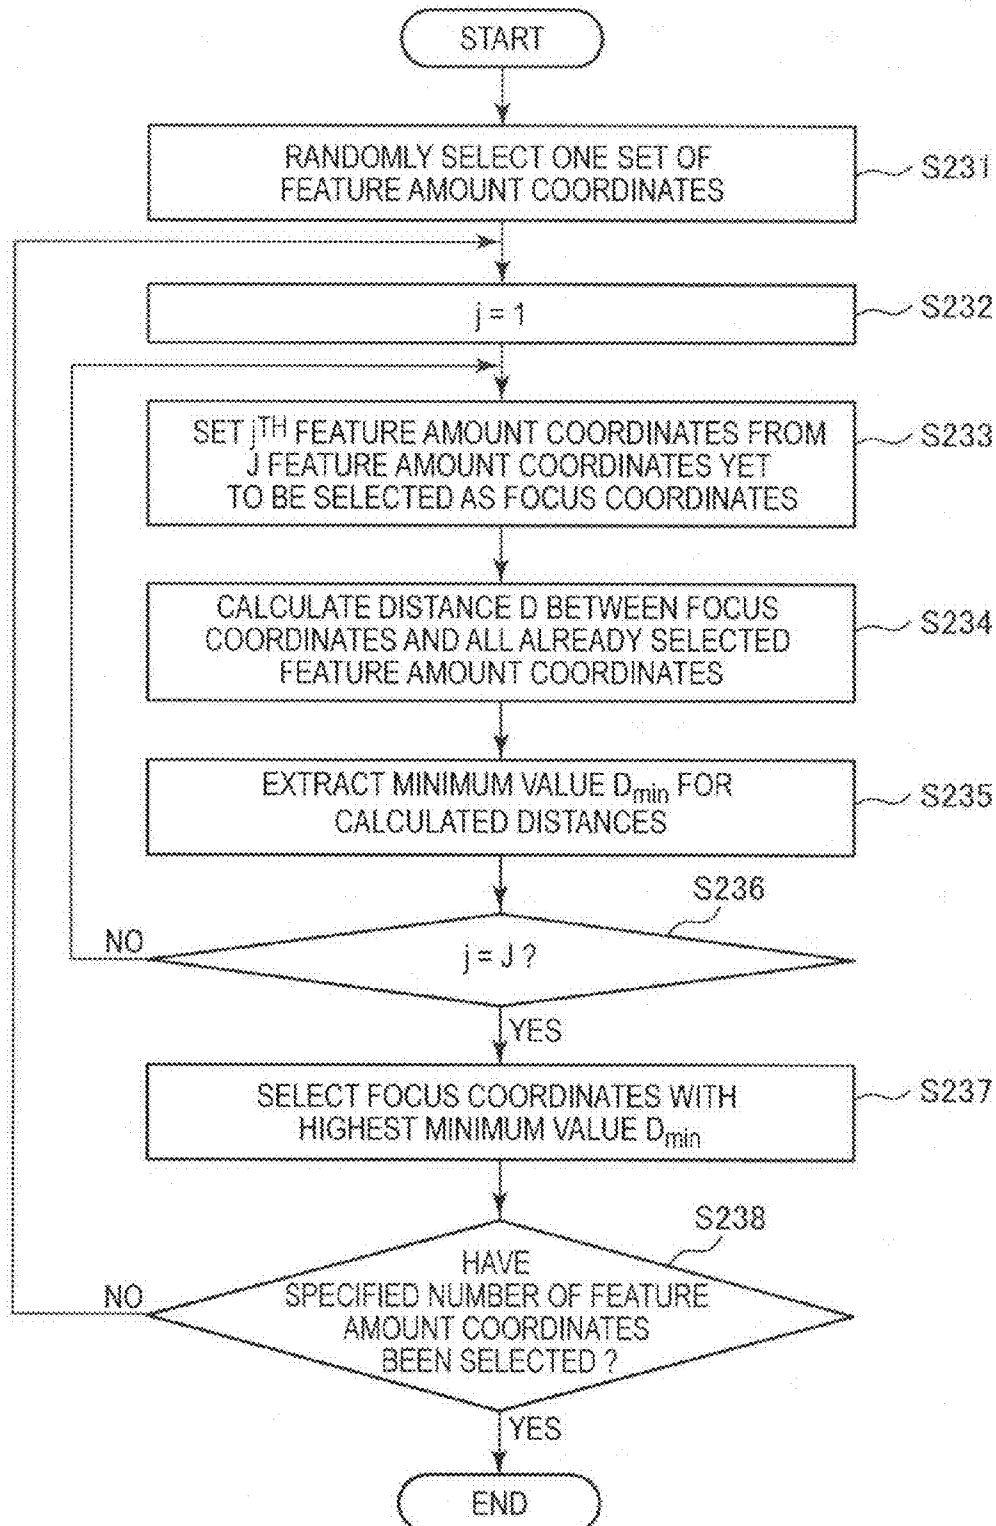 START
RANDOMLY SELECT ONE SET OF
FEATURE AMOUNT COORDINATES
S231
j = 1
S232
SET jTH FEATURE AMOUNT COORDINATES FROM
J FEATURE AMOUNT COORDINATES YET
TO BE SELECTED AS FOCUS COORDINATES
S233
CALCULATE DISTANCE D BETWEEN FOCUS
COORDINATES AND ALL ALREADY SELECTED
FEATURE AMOUNT COORDINATES
S234
EXTRACT MINIMUM VALUE Dmin FOR
CALCULATED DISTANCES
S235
S236
NO
j = J ?
YES
SELECT FOCUS COORDINATES WITH
HIGHEST MINIMUM VALUE Dmin
S237
S238
NO
HAVE
SPECIFIED NUMBER OF FEATURE
AMOUNT COORDINATES
BEEN SELECTED ?
YES
END